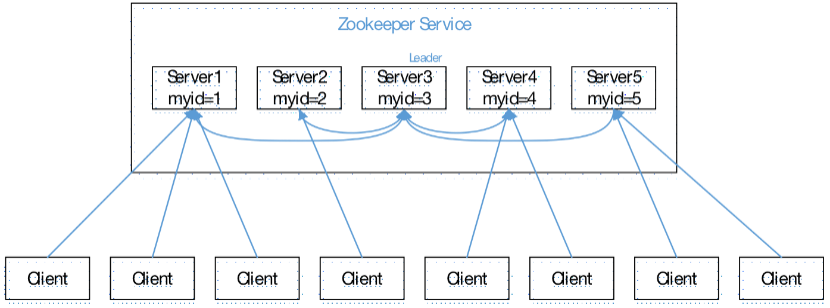 Zookeeper Service
Leader
Server1
myid=1
Server2
myid=2
Server3
myid=3
Server4
myid=4
Server5
myid=5
Client
Client
Client
Client
Client
Client
Client
Client